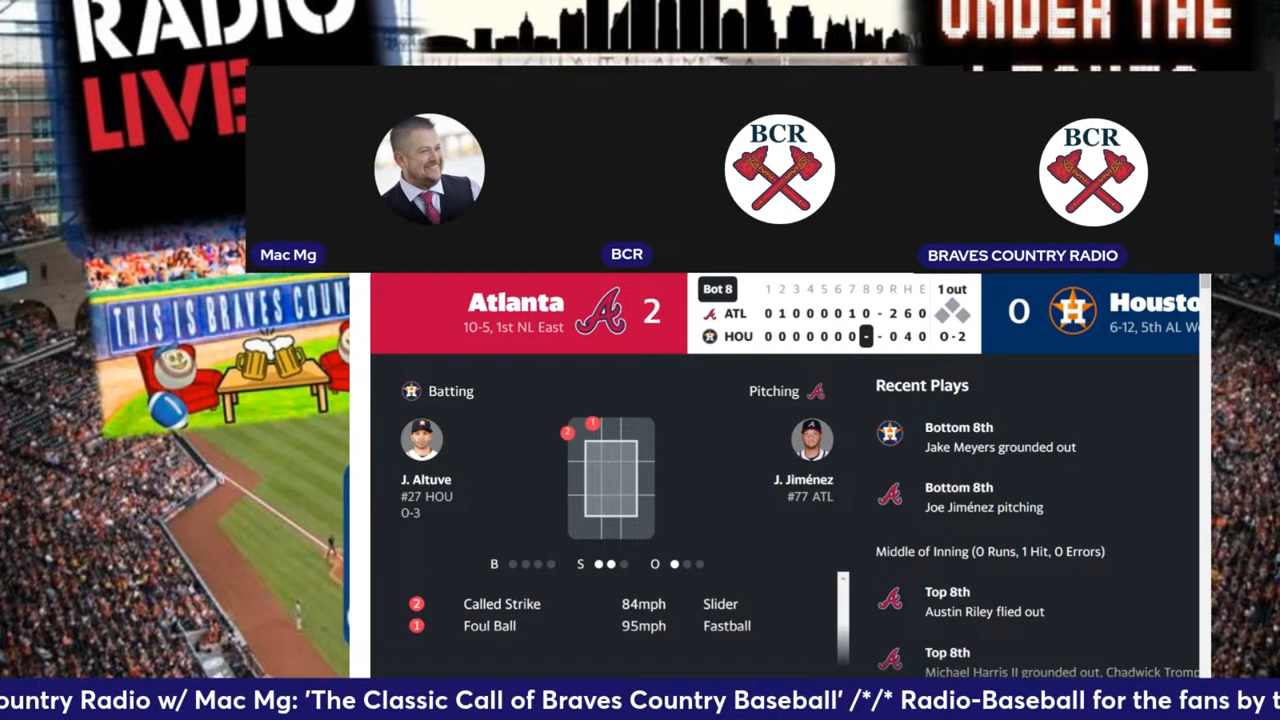 RADIO
LIVE
UNDER THE
THIS IS BRAVES COUN
BCR
BCR
Mac Mg
BCR
BRAVES COUNTRY RADIO
Atlanta
10-5, 1st NL East
2
Bot 8
1 2 3 4 5 6 7 8 9 R H E
ATL 0 1 0 0 0 0 1 0 - 2 6 0
HOU 0 0 0 0 0 0 0 - - 0 4 0
1 out
0-2
0
Housto
6-12, 5th AL W
Batting
J. Altuve
#27 HOU
0-3
Pitching
J. Jiménez
#77 ATL
2 1
B S O
2 Called Strike 84mph Slider
1 Foul Ball 95mph Fastball
Recent Plays
Bottom 8th
Jake Meyers grounded out
Bottom 8th
Joe Jiménez pitching
Middle of Inning (0 Runs, 1 Hit, 0 Errors)
Top 8th
Austin Riley flied out
Top 8th
Michael Harris II grounded out, Chadwick Tromp
ountry Radio w/ Mac Mg: 'The Classic Call of Braves Country Baseball' /*/* Radio-Baseball for the fans by t